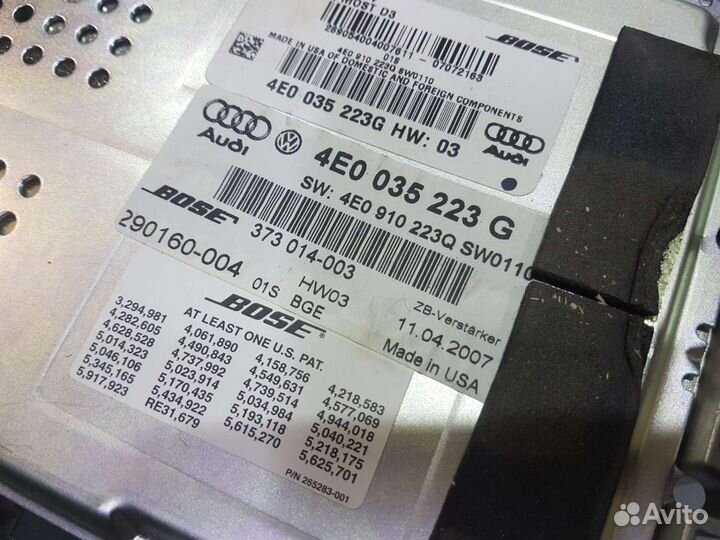 MOST D3
28905400400761I - 07072163
01S
4E0 910 223Q SW0110
MADE IN USA OF DOMESTIC AND FOREIGN COMPONENTS
BOSE
4E0 035 223G HW: 03
Audi
Audi
4E0 035 223 G
SW: 4E0 910 223Q SW0110
BOSE
373 014-003
290160-004
01S
HW03
BGE
ZB-Verstärker
11.04.2007
Made in USA
BOSE®
AT LEAST ONE U.S. PAT.
3,294,981 4,061,890 4,158,756 4,218,583
4,282,605 4,490,843 4,549,631 4,577,069
4,628,528 4,737,992 4,739,514 4,944,018
5,014,323 5,023,914 5,034,984 5,040,221
5,046,106 5,170,435 5,193,118 5,218,175
5,345,165 5,434,922 5,615,270 5,625,701
5,917,923 RE31,679
P/N 265283-001
Avito